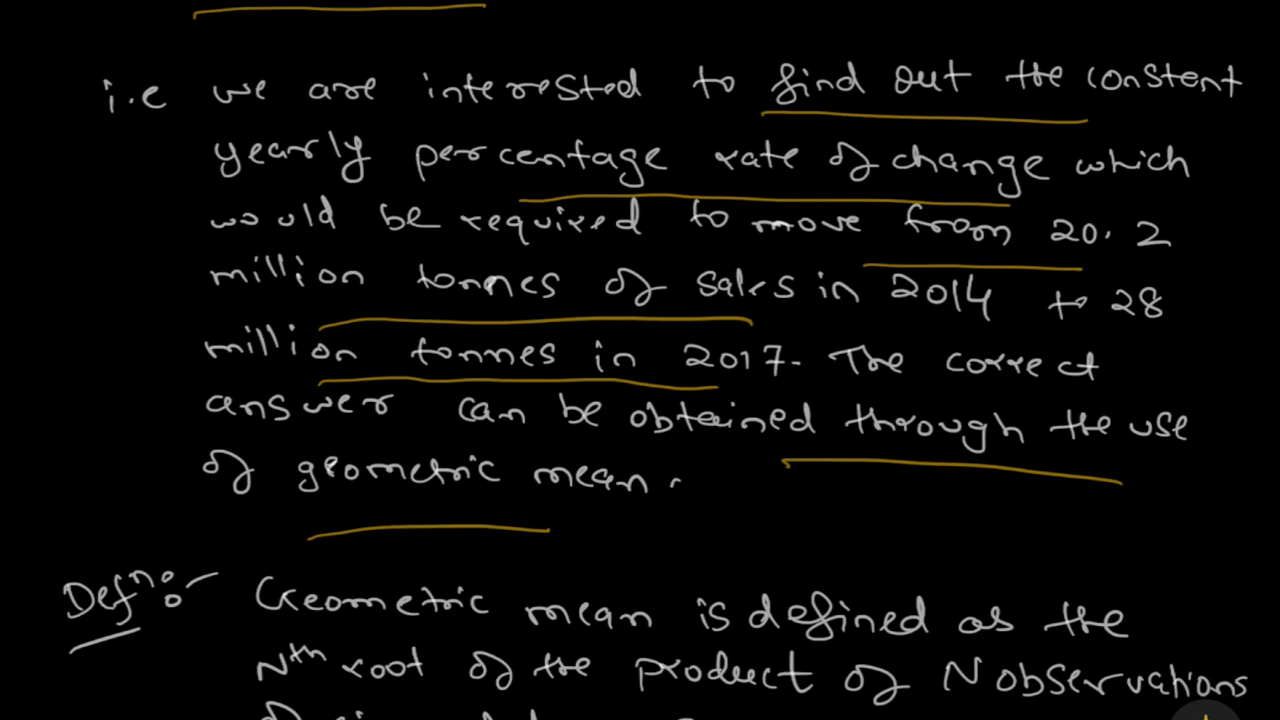 i.e we are interested to find out the constent
yearly percentage rate of change which
would be required to move from 20.2
million tonnes of sales in 2014 to 28
million tonnes in 2017. The correct
answer can be obtained through the use
of geometric mean.
Defn:- Geometric mean is defined as the
Nth root of the product of N observations